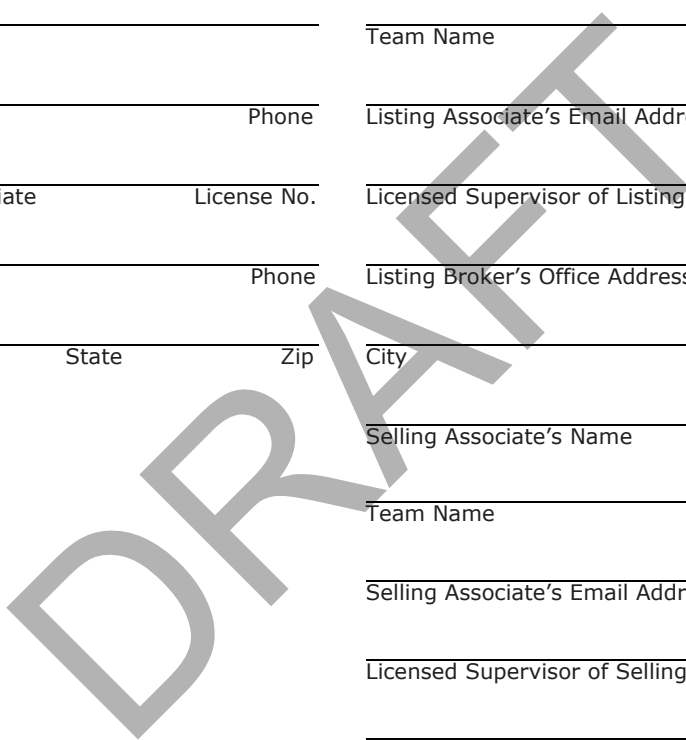 Team Name
Phone Listing Associate's Email Addr
iate License No. Licensed Supervisor of Listing
Phone Listing Broker's Office Address
State Zip City
Selling Associate's Name
Team Name
Selling Associate's Email Addr
Licensed Supervisor of Selling
DRAFT